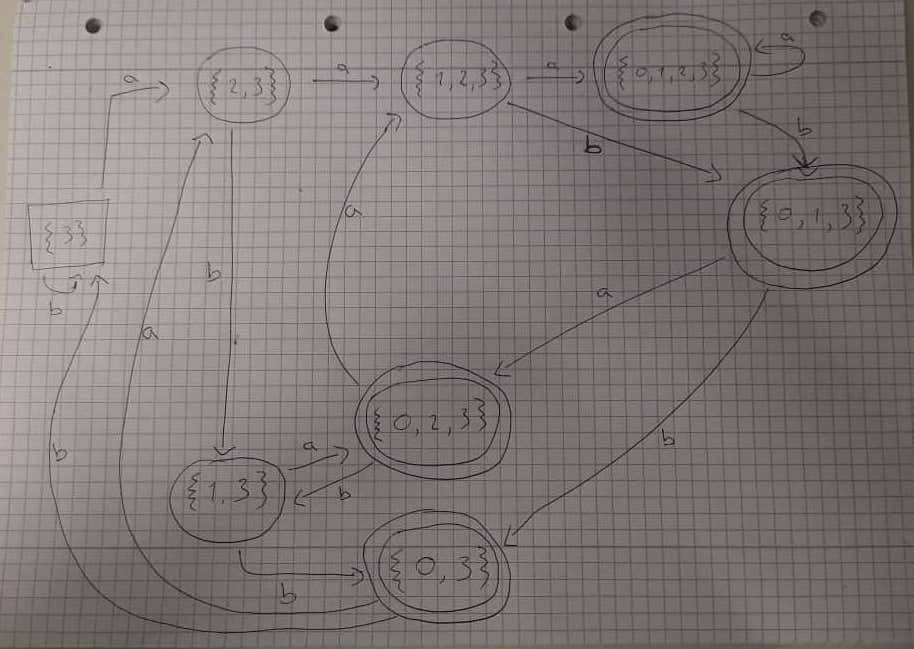 a
a
a
a
{2,3}
{1,2,3}
{0,1,2,3}
b
b
{0,1,3}
a
{3}
b
b
a
a
b
{0,2,3}
a
b
b
b
{1,3}
{0,3}
b